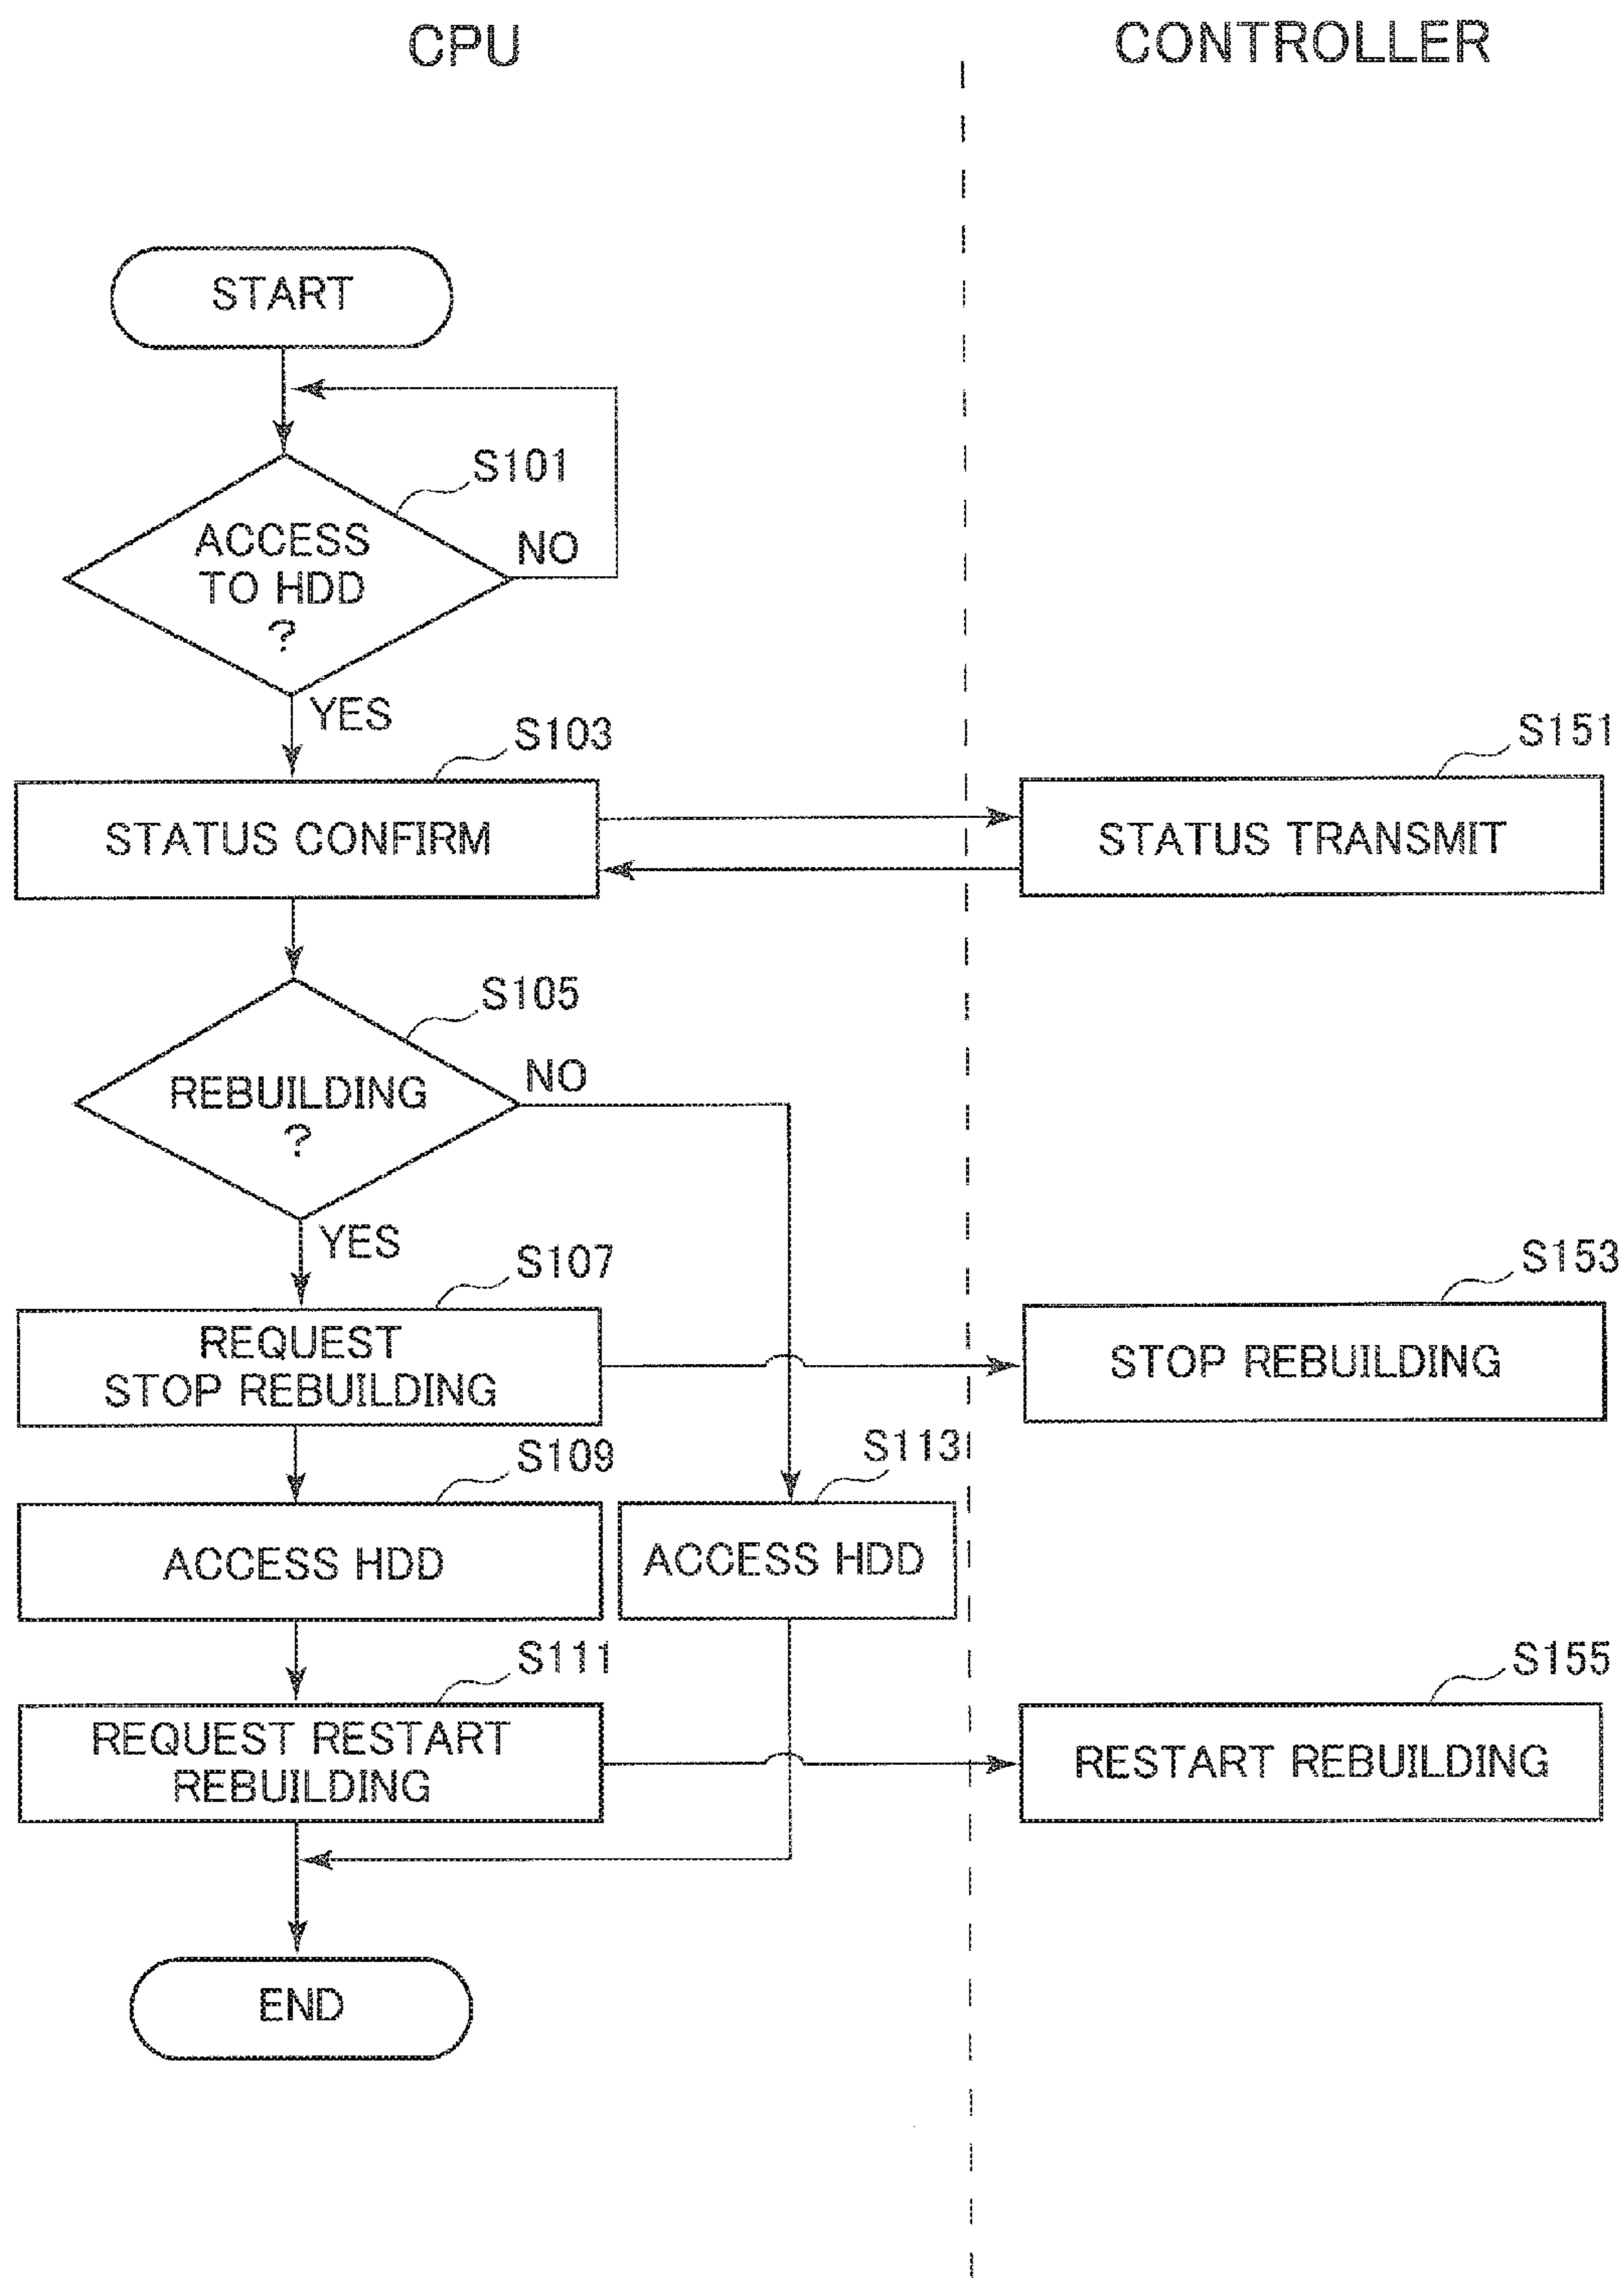 CPU
CONTROLLER
START
S101
ACCESS
TO HDD
?
NO
YES
S103
STATUS CONFIRM
S151
STATUS TRANSMIT
S105
REBUILDING
?
NO
YES
S107
REQUEST
STOP REBUILDING
S153
STOP REBUILDING
S109
ACCESS HDD
S113
ACCESS HDD
S111
REQUEST RESTART
REBUILDING
S155
RESTART REBUILDING
END